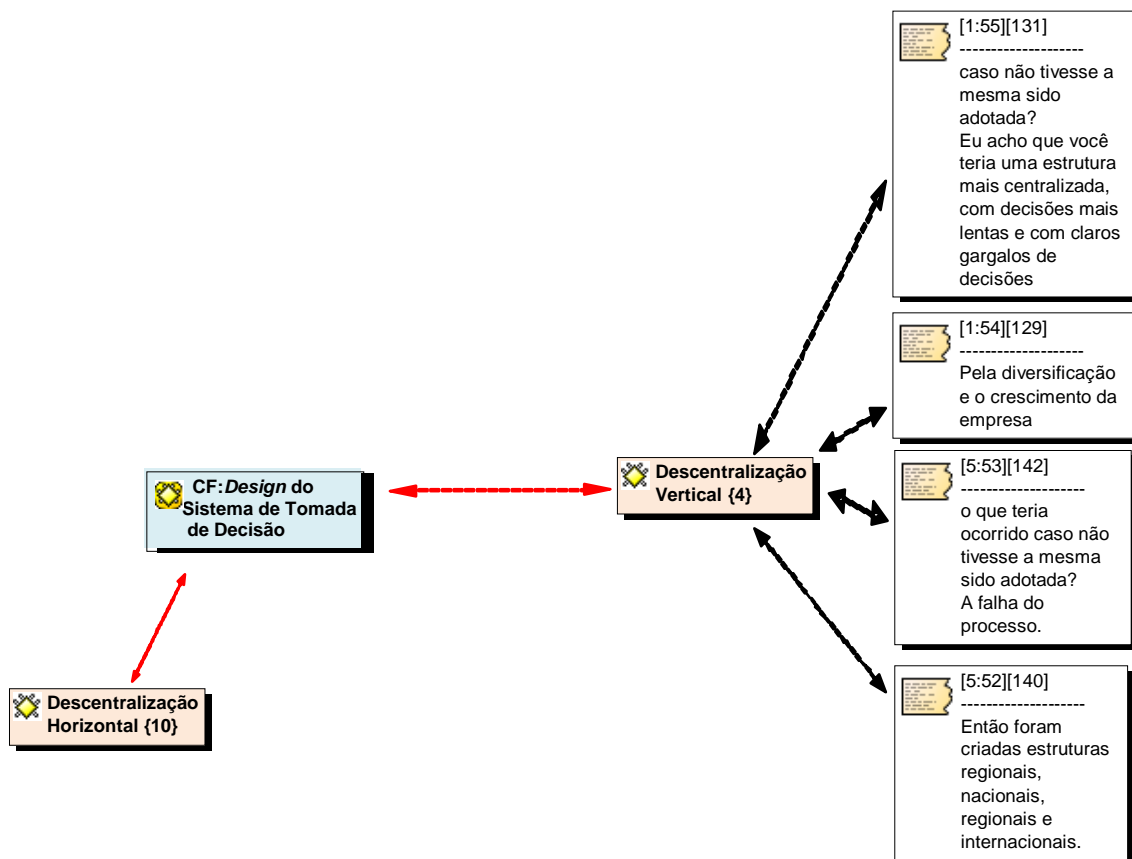 [1:55][131]
--------------------
caso não tivesse a
mesma sido
adotada?
Eu acho que você
teria uma estrutura
mais centralizada,
com decisões mais
lentas e com claros
gargalos de
decisões
[1:54][129]
--------------------
Pela diversificação
e o crescimento da
empresa
Descentralização
Vertical {4}
CF:Design do
Sistema de Tomada
de Decisão
[5:53][142]
--------------------
o que teria
ocorrido caso não
tivesse a mesma
sido adotada?
A falha do
processo.
Descentralização
Horizontal {10}
[5:52][140]
--------------------
Então foram
criadas estruturas
regionais,
nacionais,
regionais e
internacionais.